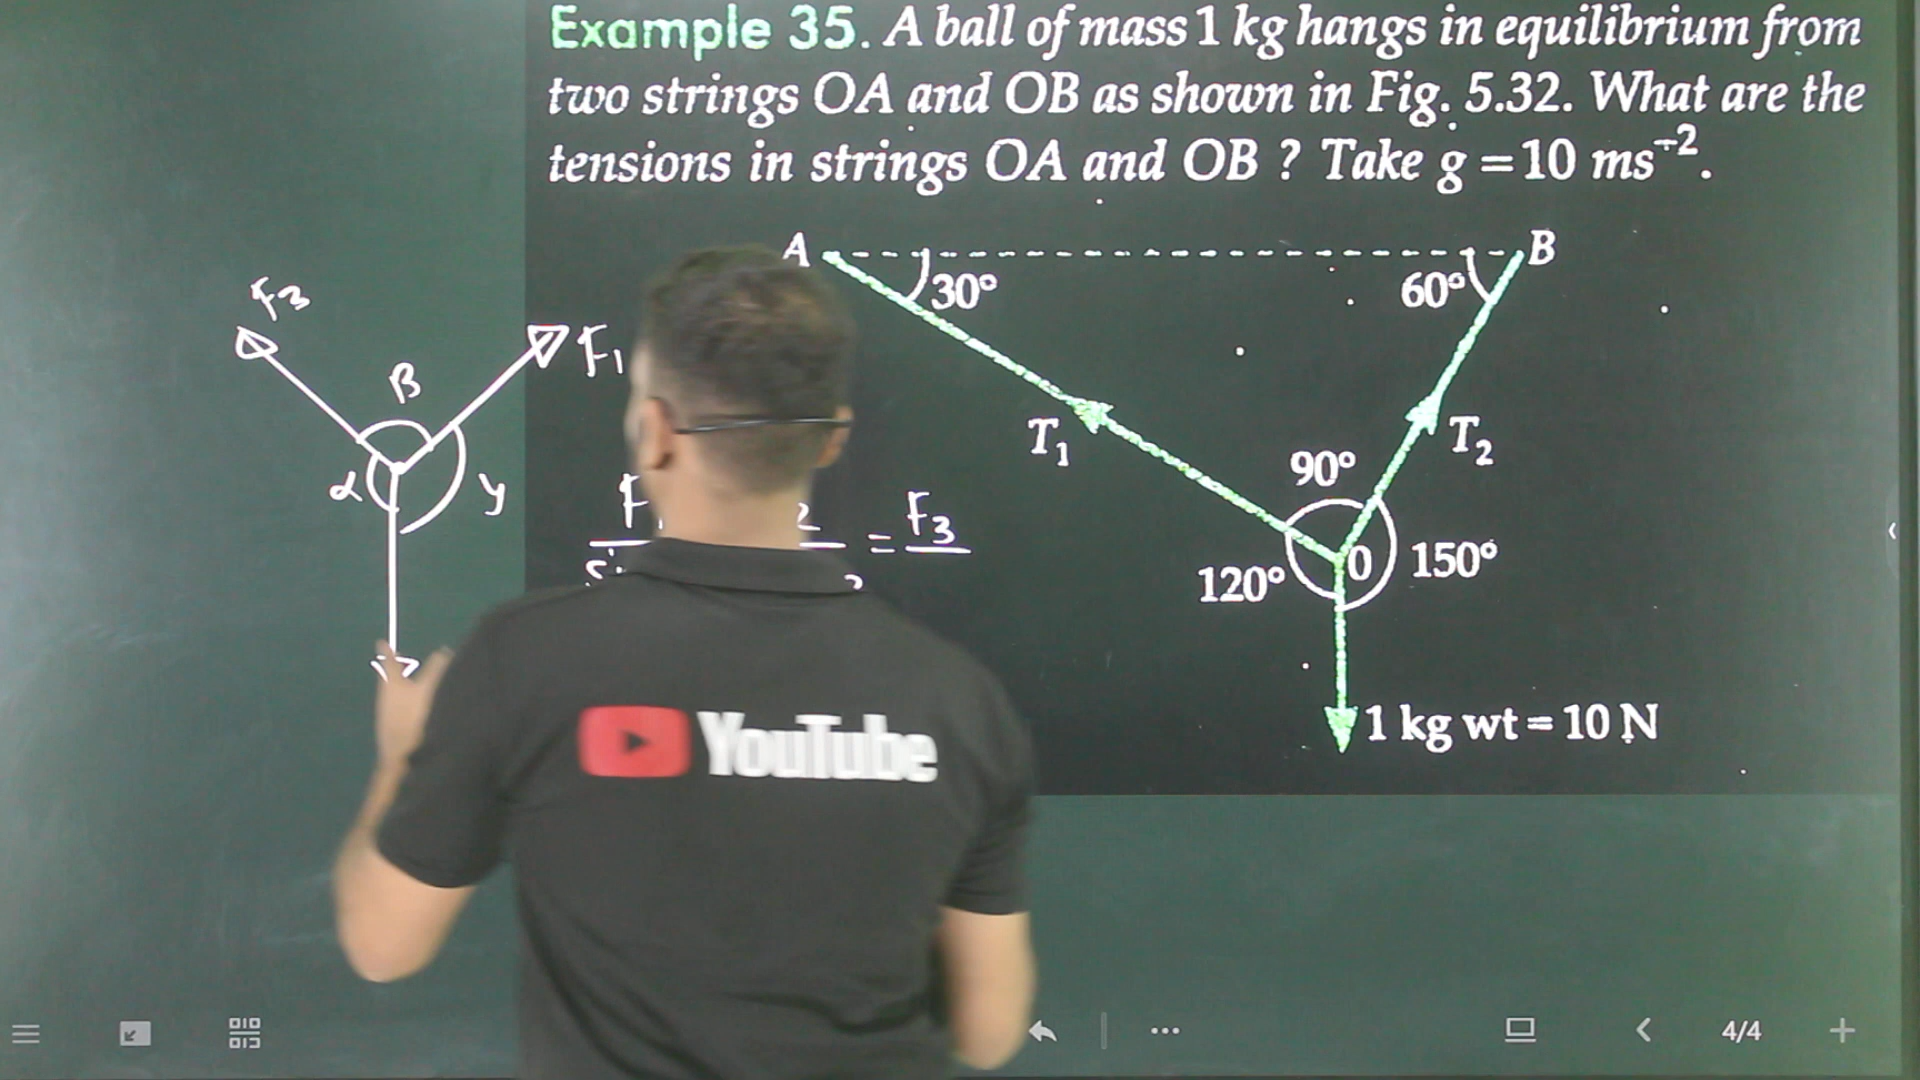 Example 35. A ball of mass 1 kg hangs in equilibrium from
two strings OA and OB as shown in Fig. 5.32. What are the
tensions in strings OA and OB ? Take g = 10 ms⁻².
A
B
30°
60°
F3
F1
β
α
y
T₁
T₂
90°
= F3
O
150°
120°
1 kg wt = 10 N
YouTube
4/4